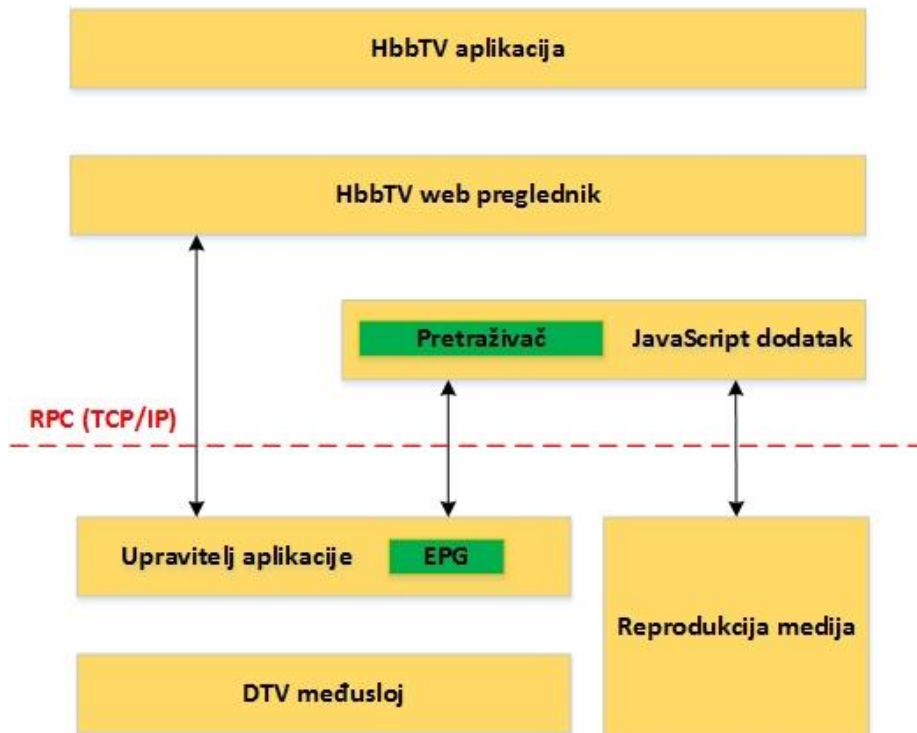 HbbTV aplikacija
HbbTV web preglednik
Pretraživač
JavaScript dodatak
RPC (TCP/IP)
Upravitelj aplikacije
EPG
Reprodukcija medija
DTV međusloj